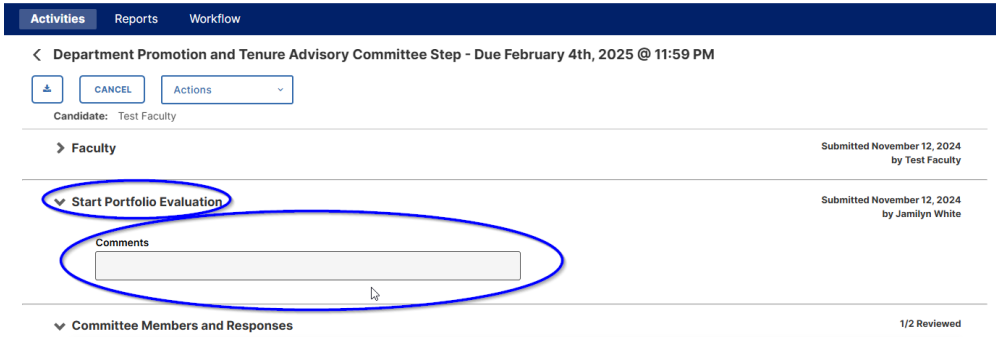 Activities Reports Workflow
Department Promotion and Tenure Advisory Committee Step - Due February 4th, 2025 @ 11:59 PM
CANCEL Actions
Candidate: Test Faculty
Faculty Submitted November 12, 2024
by Test Faculty
Start Portfolio Evaluation Submitted November 12, 2024
by Jamilyn White
Comments
Committee Members and Responses 1/2 Reviewed